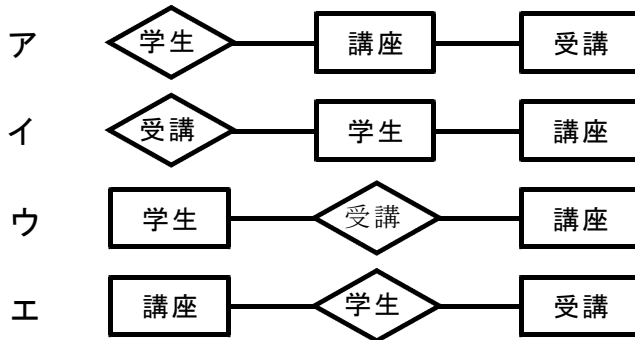 ア 学生 講座 受講
イ 受講 学生 講座
ウ 学生 受講 講座
エ 講座 学生 受講